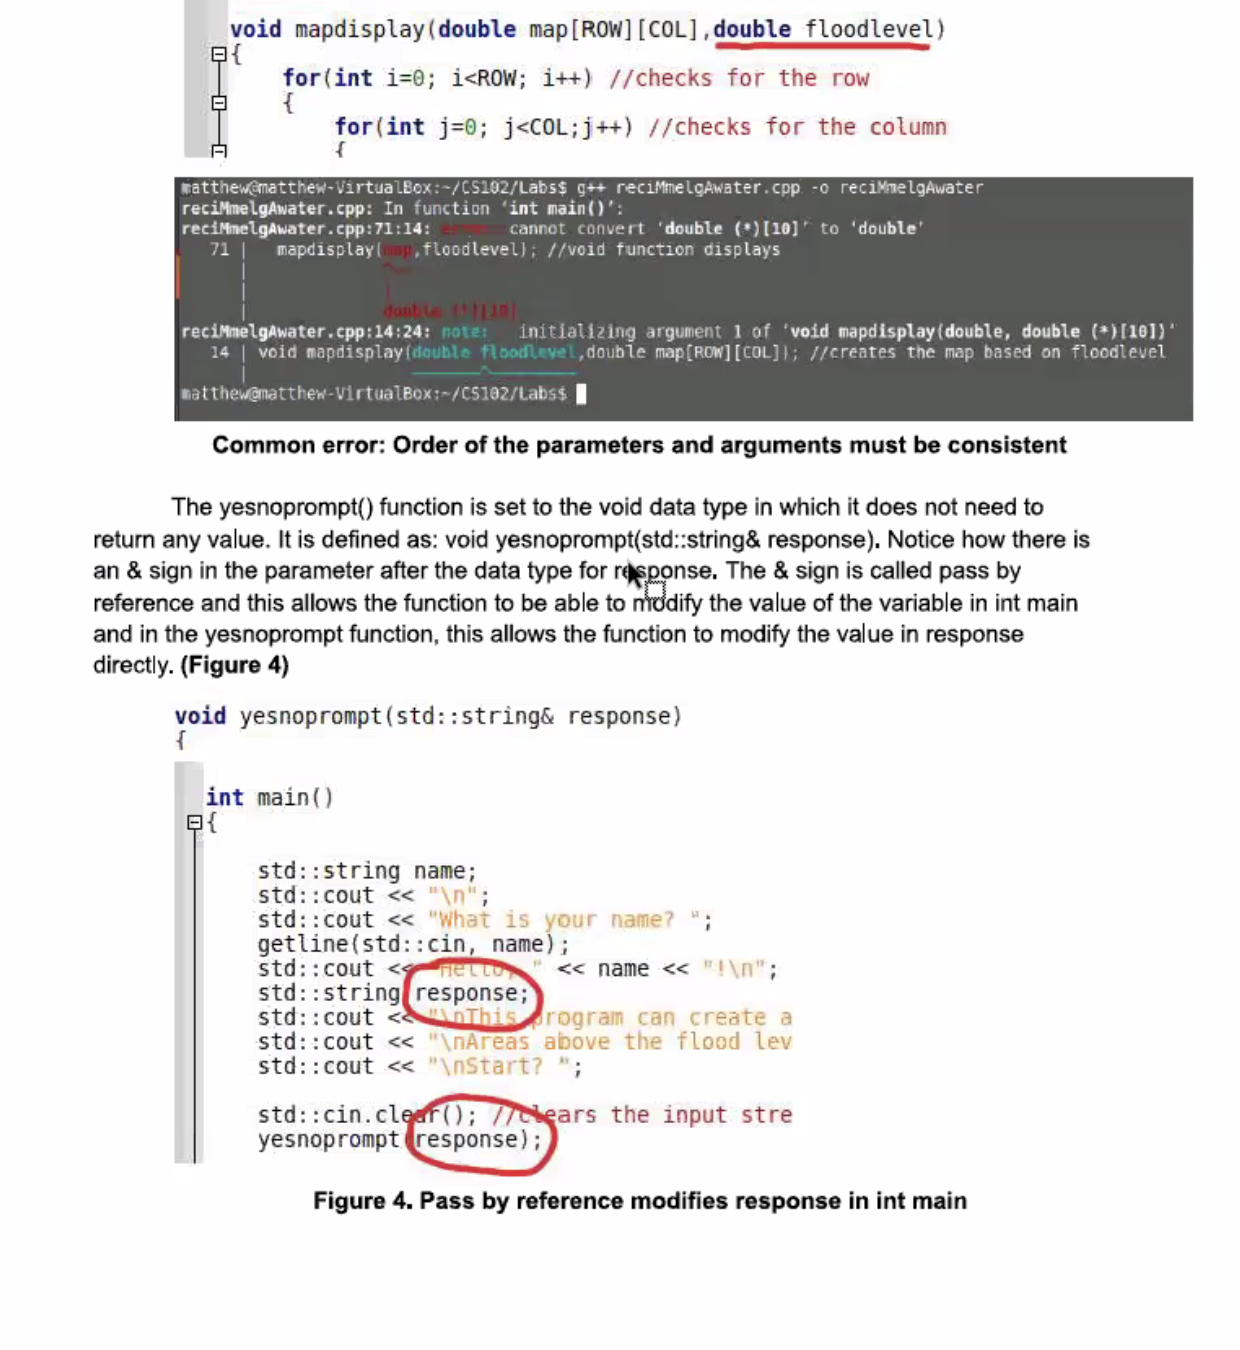 void mapdisplay(double map[ROW][COL],double floodlevel)
{
for(int i=0; i<ROW; i++) //checks for the row
{
for(int j=0; j<COL;j++) //checks for the column
{
matthew@matthew-VirtualBox:~/CS102/Labs$ g++ reciMmelgAwater.cpp -o reciMmelgAwater
reciMmelgAwater.cpp: In function ‘int main()’:
reciMmelgAwater.cpp:71:14: error: cannot convert ‘double (*)[10]’ to ‘double’
71 | mapdisplay(map,floodlevel); //void function displays
double (*)[10]
reciMmelgAwater.cpp:14:24: note: initializing argument 1 of ‘void mapdisplay(double, double (*)[10])’
14 | void mapdisplay(double floodlevel,double map[ROW][COL]); //creates the map based on floodlevel
matthew@matthew-VirtualBox:~/CS102/Labs$
Common error: Order of the parameters and arguments must be consistent
The yesnoprompt() function is set to the void data type in which it does not need to
return any value. It is defined as: void yesnoprompt(std::string& response). Notice how there is
an & sign in the parameter after the data type for response. The & sign is called pass by
reference and this allows the function to be able to modify the value of the variable in int main
and in the yesnoprompt function, this allows the function to modify the value in response
directly. (Figure 4)
void yesnoprompt(std::string& response)
{
int main()
{
std::string name;
std::cout << "\n";
std::cout << "What is your name? ";
getline(std::cin, name);
std::cout << "Hello, " << name << "!\n";
std::string response;
std::cout << "\nThis program can create a
std::cout << "\nAreas above the flood lev
std::cout << "\nStart? ";
std::cin.clear(); //clears the input stre
yesnoprompt(response);
Figure 4. Pass by reference modifies response in int main